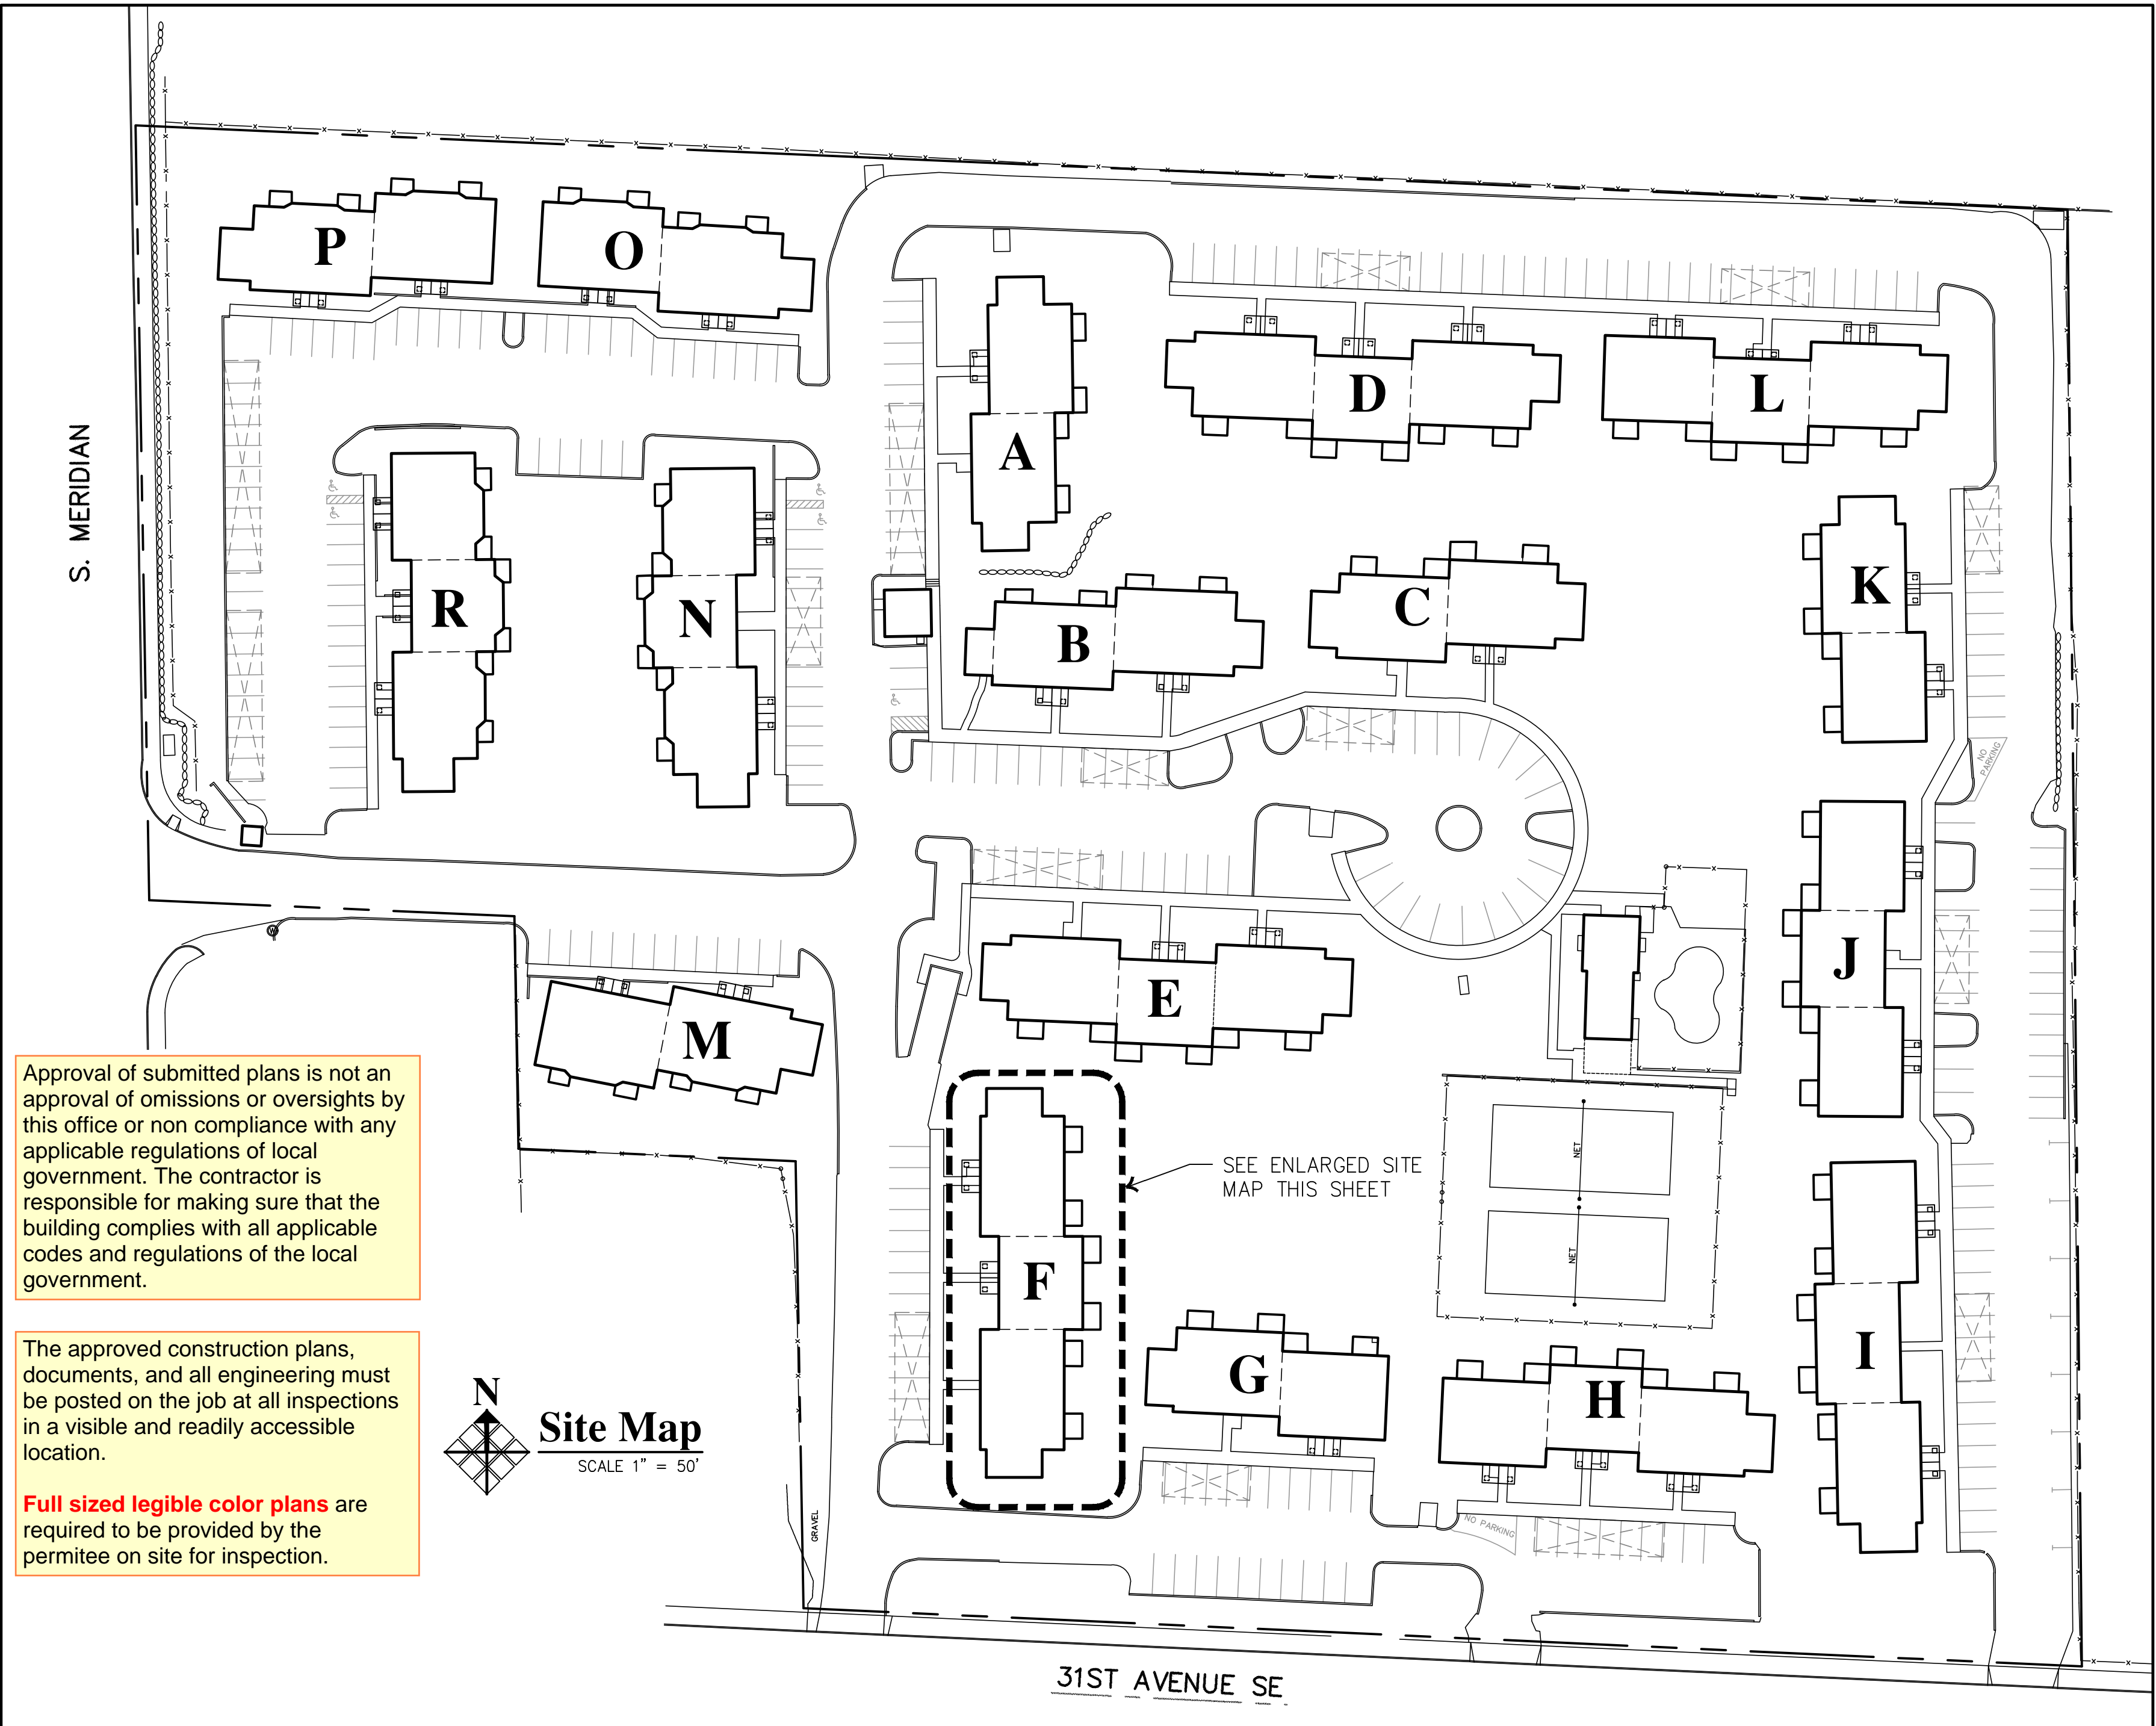 P
O
A
D
L
S. MERIDIAN
R
N
B
C
K
NO
PARKING
E
J
M
W
Approval of submitted plans is not an
approval of omissions or oversights by
this office or non compliance with any
applicable regulations of local
government. The contractor is
responsible for making sure that the
building complies with all applicable
codes and regulations of the local
government.
SEE ENLARGED SITE
MAP THIS SHEET
NET
NET
F
G
H
I
The approved construction plans,
documents, and all engineering must
be posted on the job at all inspections
in a visible and readily accessible
location.
Full sized legible color plans are
required to be provided by the
permitee on site for inspection.
N
Site Map
SCALE 1" = 50'
GRAVEL
NO PARKING
31ST AVENUE SE